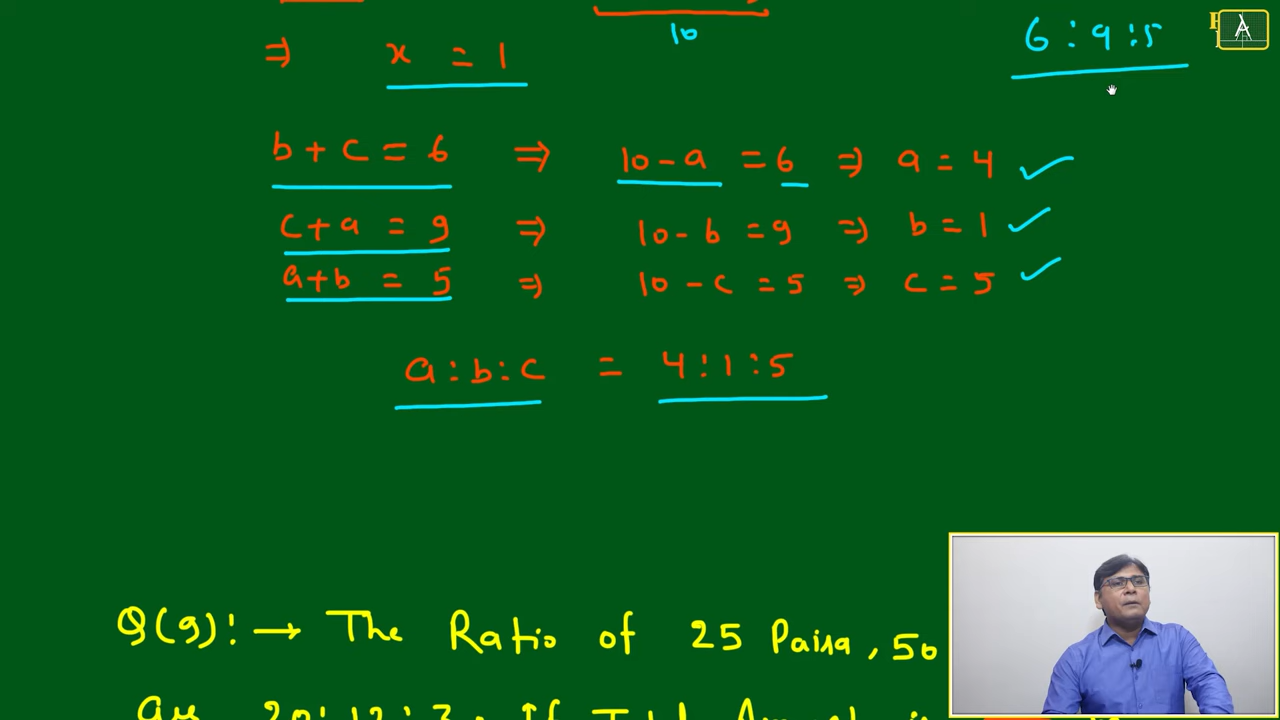 10
6 : 9 : 5
⇒ x = 1
b + c = 6 ⇒ 10 - a = 6 ⇒ a = 4 ✓
c + a = 9 ⇒ 10 - b = 9 ⇒ b = 1 ✓
a + b = 5 ⇒ 10 - c = 5 ⇒ c = 5 ✓
a : b : c = 4 : 1 : 5
Q(9): → The Ratio of 25 Paisa, 50